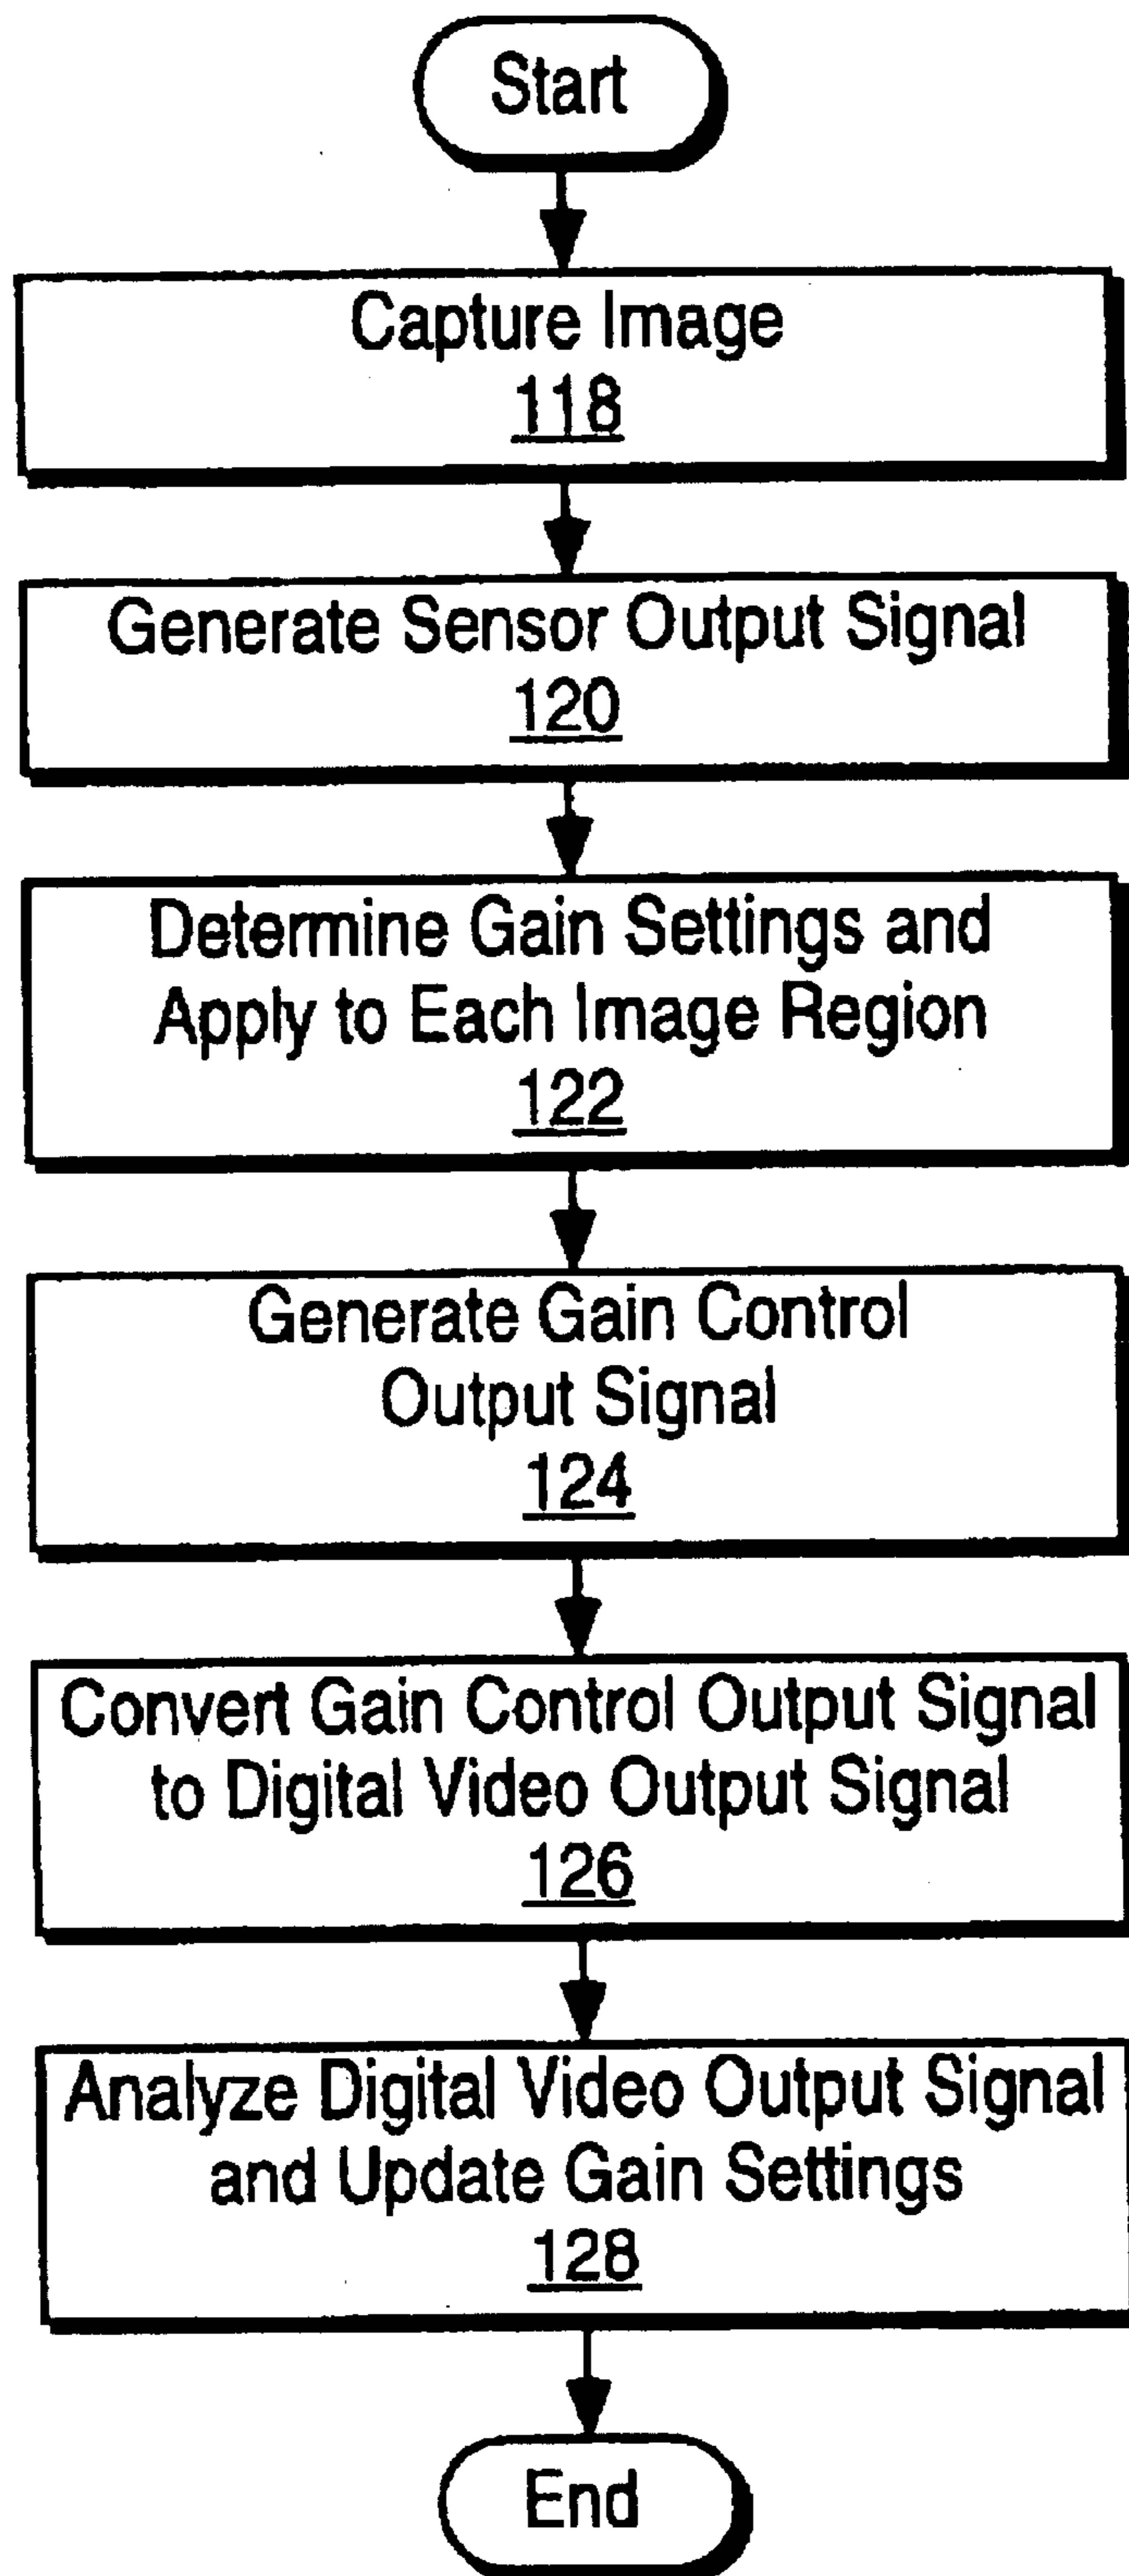 Start
Capture Image
118
Generate Sensor Output Signal
120
Determine Gain Settings and
Apply to Each Image Region
122
Generate Gain Control
Output Signal
124
Convert Gain Control Output Signal
to Digital Video Output Signal
126
Analyze Digital Video Output Signal
and Update Gain Settings
128
End